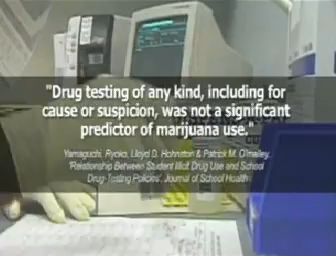 "Drug testing of any kind, including for
cause or suspicion, was not a significant
predictor of marijuana use."
Yamaguchi, Ryoko, Lloyd D. Hohnston & Patrick M. O'malley,
'Relationship Between Student Illicit Drug Use and School
Drug-Testing Policies'. Journal of School Health